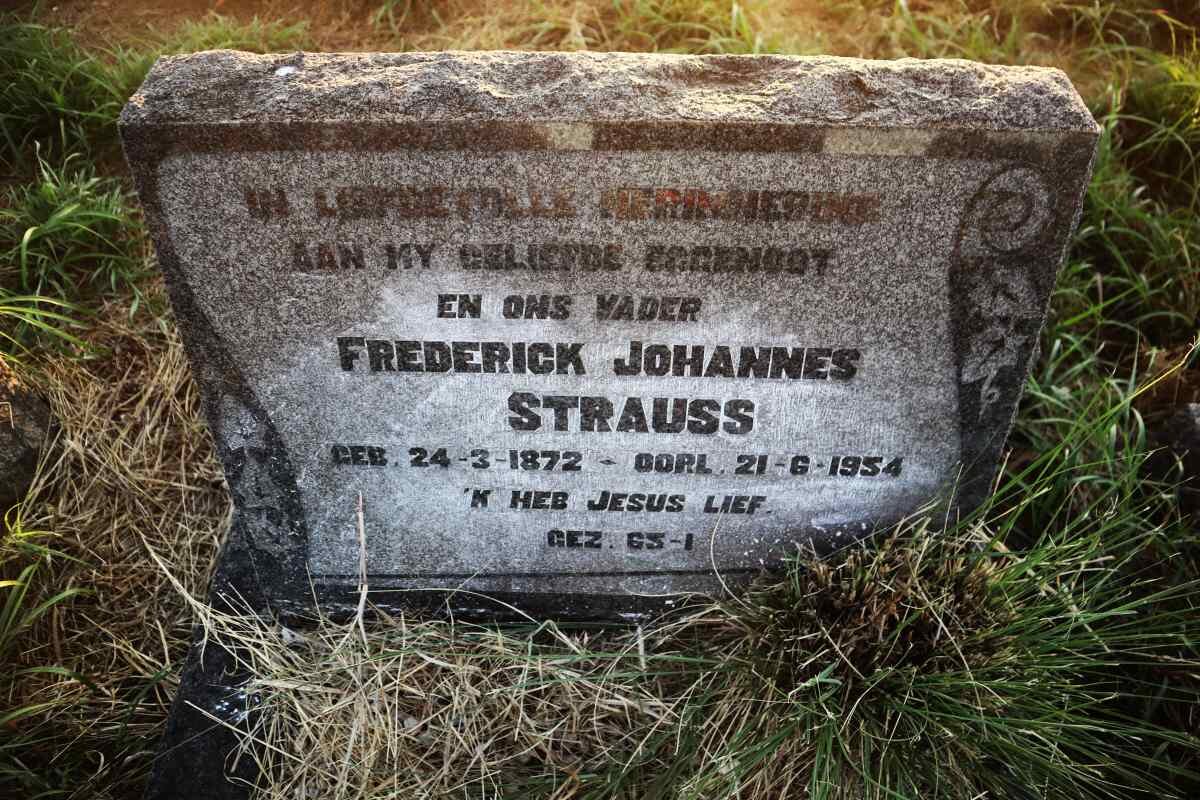 IN LIEFDEVOLLE HERINNERING
AAN MY GELIEFDE EGGENOOT
EN ONS VADER
FREDERICK JOHANNES
STRAUSS
GEB. 24-3-1872 - OORL. 21-6-1954
'K HEB JESUS LIEF.
GEZ. 63-1